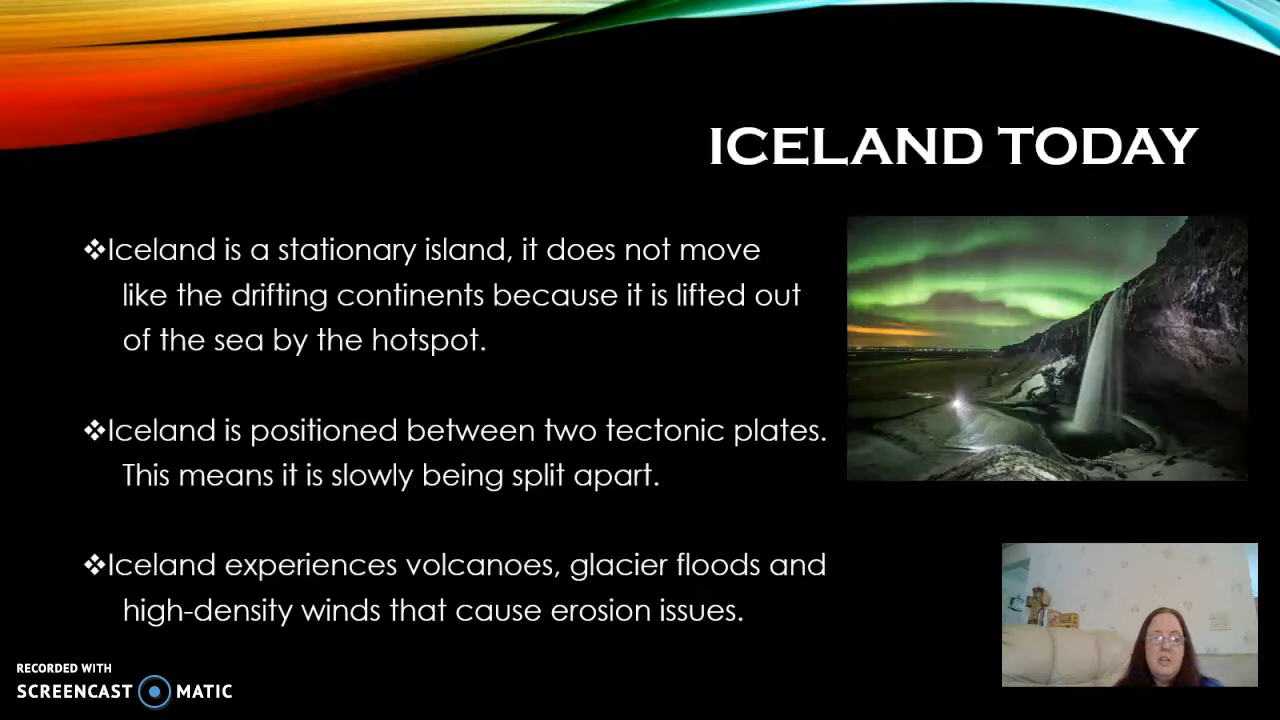 ICELAND TODAY
❖Iceland is a stationary island, it does not move
like the drifting continents because it is lifted out
of the sea by the hotspot.
❖Iceland is positioned between two tectonic plates.
This means it is slowly being split apart.
❖Iceland experiences volcanoes, glacier floods and
high-density winds that cause erosion issues.
RECORDED WITH
SCREENCAST MATIC